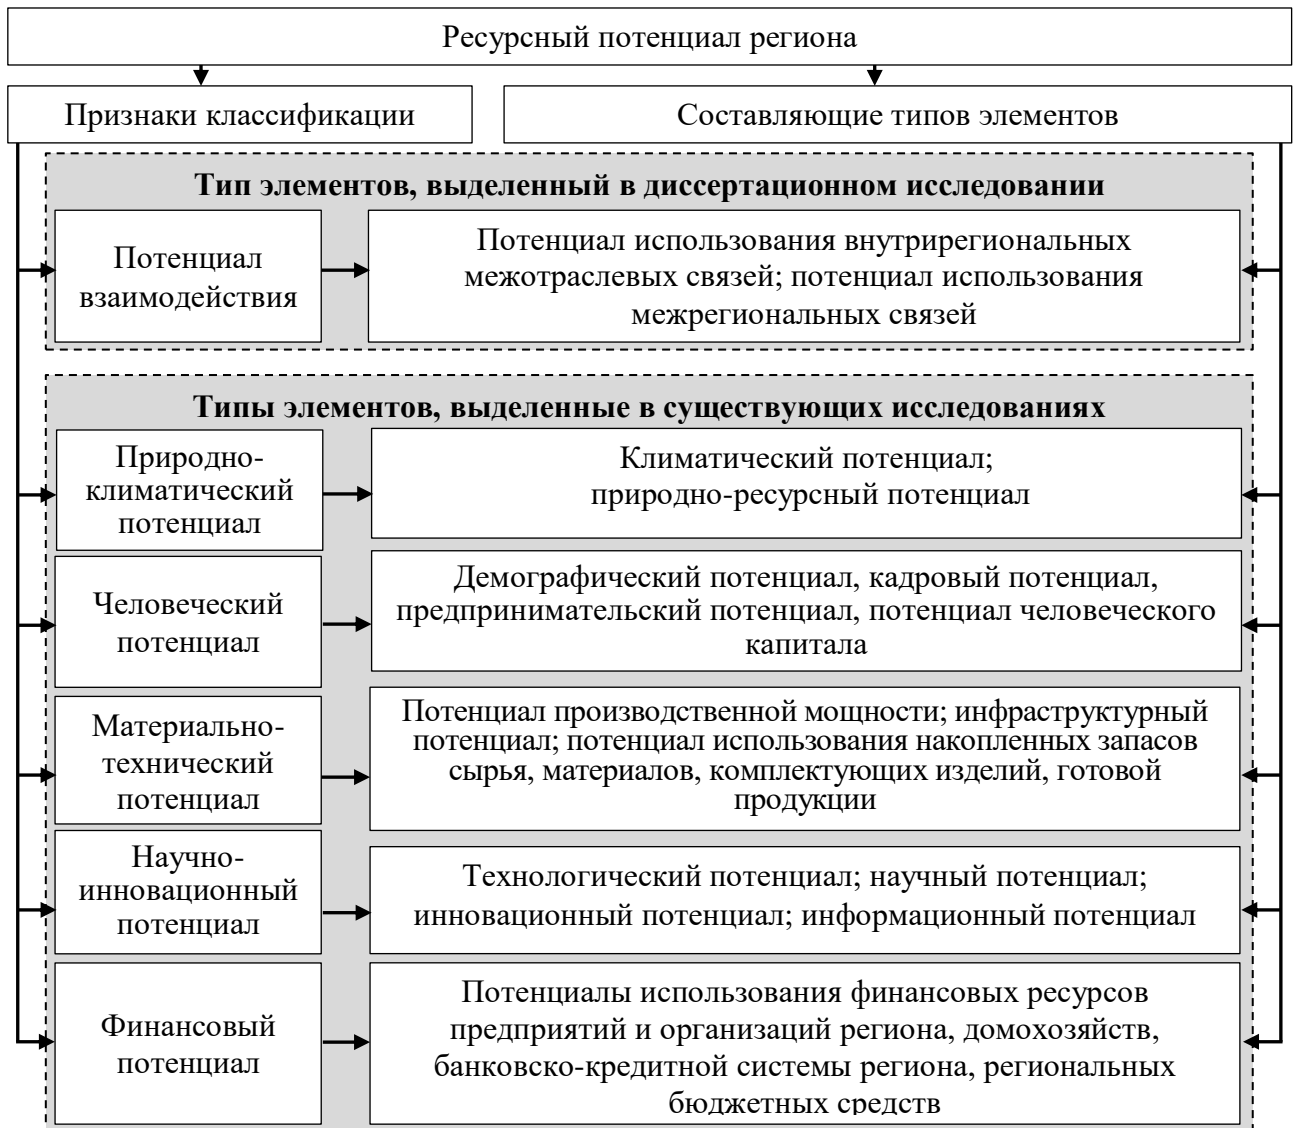 Ресурсный потенциал региона
Признаки классификации
Составляющие типов элементов
Тип элементов, выделенный в диссертационном исследовании
Потенциал
взаимодействия
Потенциал использования внутрирегиональных
межотраслевых связей; потенциал использования
межрегиональных связей
Типы элементов, выделенные в существующих исследованиях
Природно-
климатический
потенциал
Климатический потенциал;
природно-ресурсный потенциал
Человеческий
потенциал
Демографический потенциал, кадровый потенциал,
предпринимательский потенциал, потенциал человеческого
капитала
Материально-
технический
потенциал
Потенциал производственной мощности; инфраструктурный
потенциал; потенциал использования накопленных запасов
сырья, материалов, комплектующих изделий, готовой
продукции
Научно-
инновационный
потенциал
Технологический потенциал; научный потенциал;
инновационный потенциал; информационный потенциал
Финансовый
потенциал
Потенциалы использования финансовых ресурсов
предприятий и организаций региона, домохозяйств,
банковско-кредитной системы региона, региональных
бюджетных средств